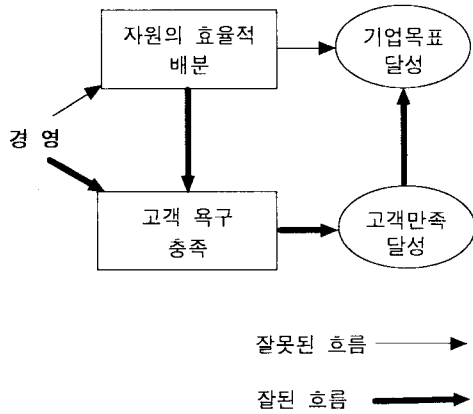 자원의 효율적
배분
기업목표
달성
경 영
고객 욕구
충족
고객만족
달성
잘못된 흐름
잘된 흐름